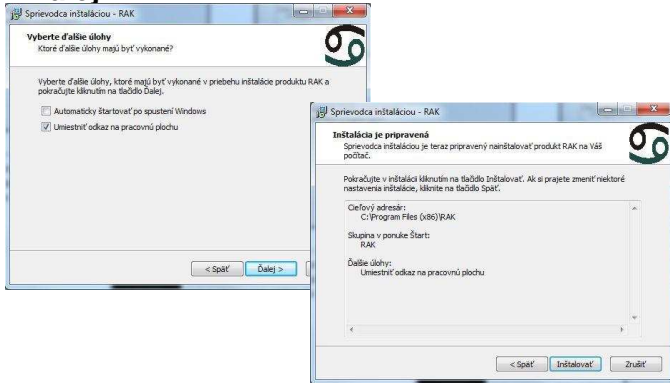 Sprievodca inštaláciou - RAK
Vyberte ďalšie úlohy
Ktoré ďalšie úlohy majú byť vykonané?
Vyberte ďalšie úlohy, ktoré majú byť vykonané v priebehu inštalácie produktu RAK a
pokračujte kliknutím na tlačidlo Ďalej.
Automaticky štartovať po spustení Windows
Umiestniť odkaz na pracovnú plochu
< Späť
Ďalej >
Sprievodca inštaláciou - RAK
Inštalácia je pripravená
Sprievodca inštaláciou je teraz pripravený nainštalovať produkt RAK na Váš
počítač.
Pokračujte v inštalácii kliknutím na tlačidlo Inštalovať. Ak si prajete zmeniť niektoré
nastavenia inštalácie, kliknite na tlačidlo Späť.
Cieľový adresár:
C:\Program Files (x86)\RAK
Skupina v ponuke Štart:
RAK
Ďalšie úlohy:
Umiestniť odkaz na pracovnú plochu
< Späť
Inštalovať
Zrušiť